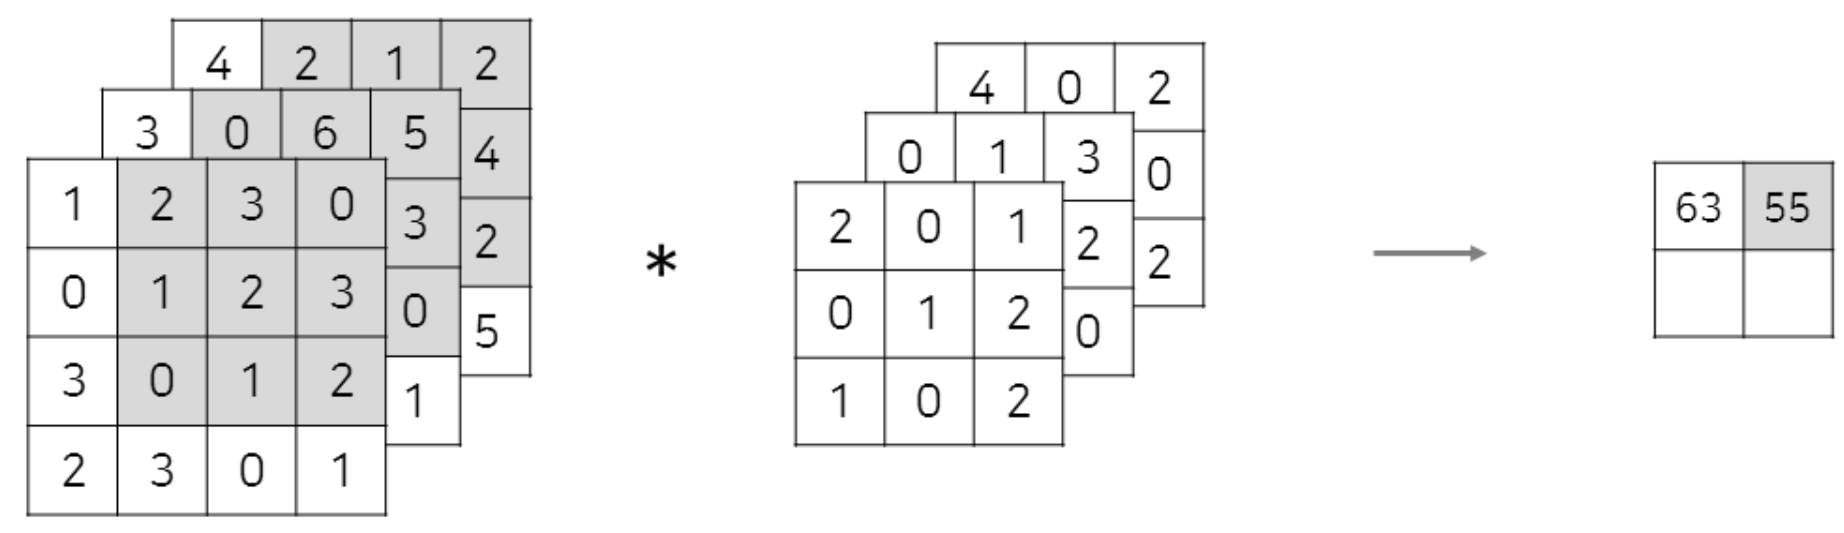 4 2 1 2
3 0 6 5 4
1 2 3 0 3 2
0 1 2 3 0 5
3 0 1 2 1
2 3 0 1
*
4 0 2
0 1 3 0
2 0 1 2 2
0 1 2 0
1 0 2
63 55